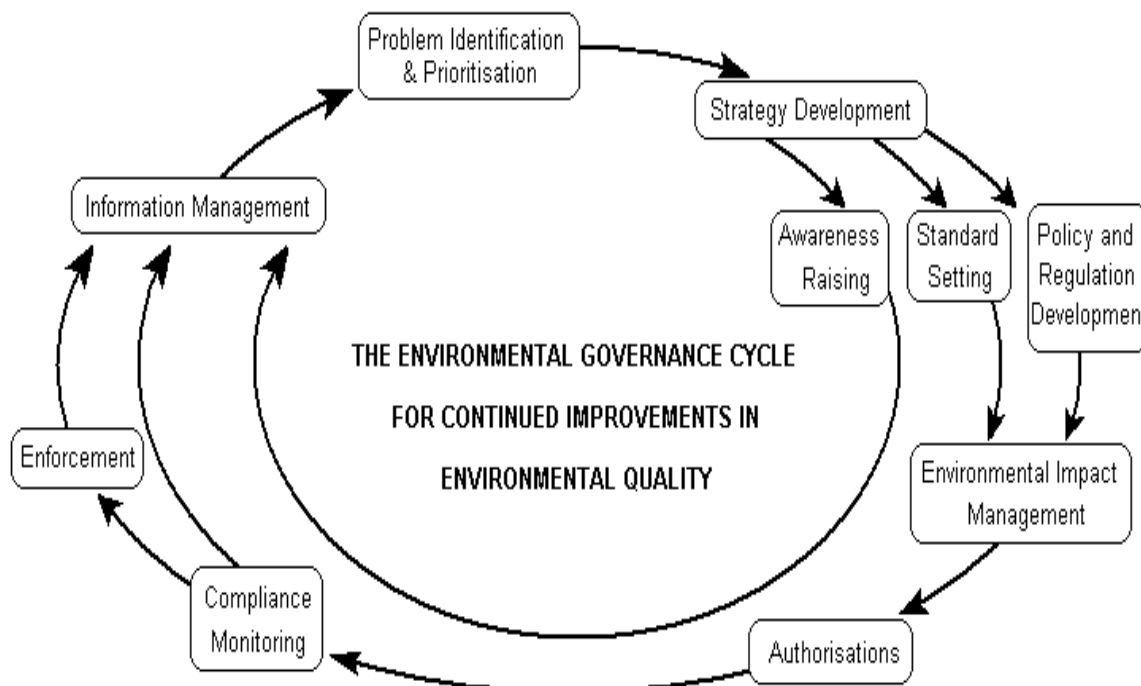 Problem Identification
& Prioritisation
Strategy Development
Information Management
Awareness
Raising
Standard
Setting
Policy and
Regulation
Developmen
THE ENVIRONMENTAL GOVERNANCE CYCLE
FOR CONTINUED IMPROVEMENTS IN
ENVIRONMENTAL QUALITY
Enforcement
Environmental Impact
Management
Compliance
Monitoring
Authorisations